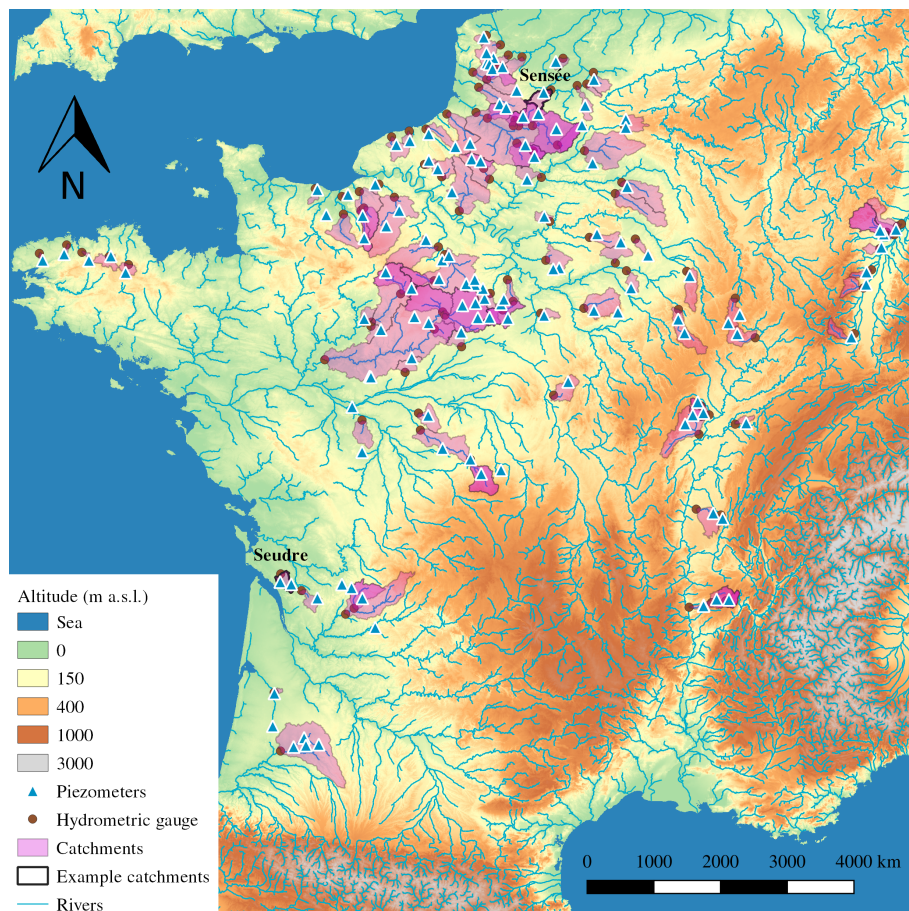 Sensée
N
Seudre
Altitude (m a.s.l.)
Sea
0
150
400
1000
3000
Piezometers
Hydrometric gauge
Catchments
Example catchments
Rivers
0 1000 2000 3000 4000 km